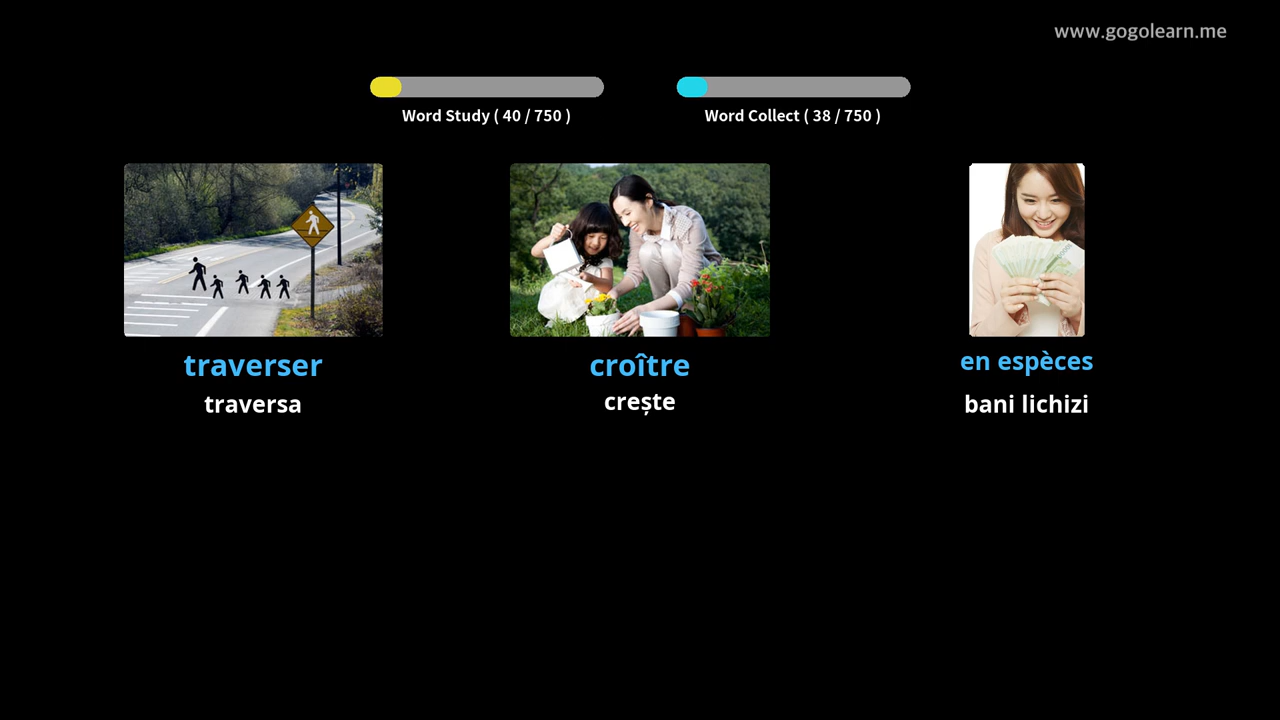 www.gogolearn.me
Word Study ( 40 / 750 )
Word Collect ( 38 / 750 )
traverser
traversa
croître
crește
en espèces
bani lichizi